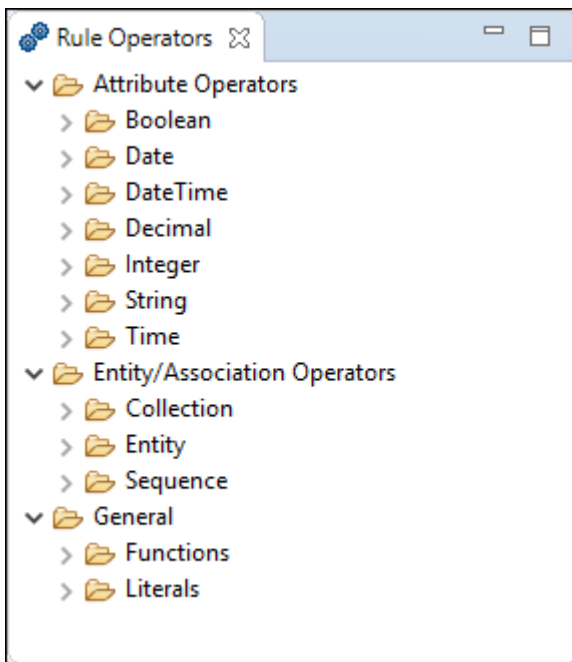 Rule Operators
Attribute Operators
Boolean
Date
DateTime
Decimal
Integer
String
Time
Entity/Association Operators
Collection
Entity
Sequence
General
Functions
Literals